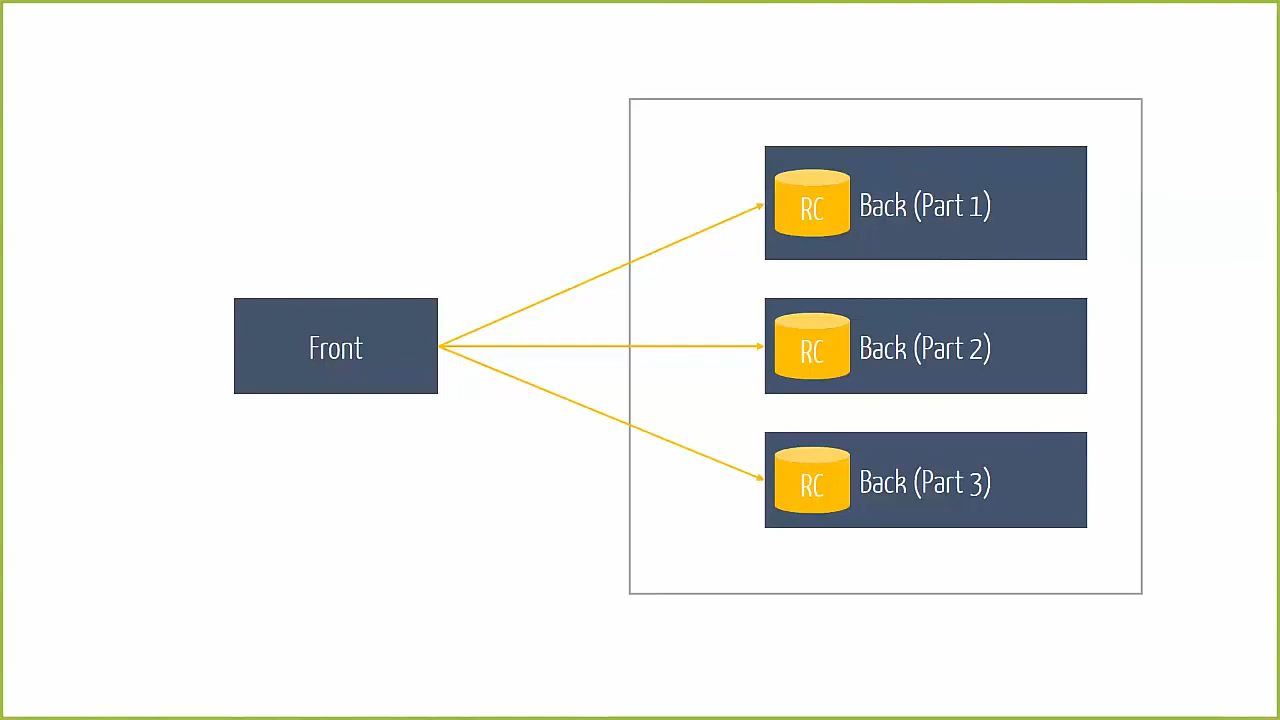 RC Back (Part 1)
Front
RC Back (Part 2)
RC Back (Part 3)